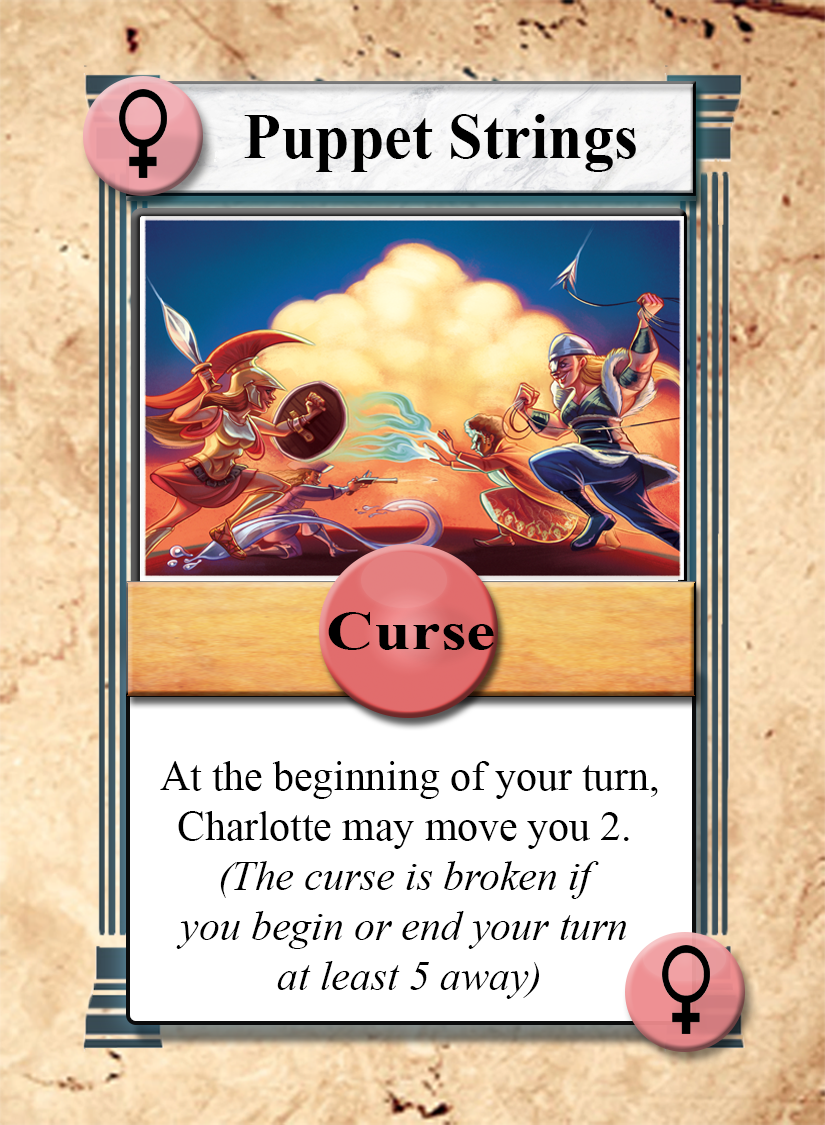 Puppet Strings
Curse
At the beginning of your turn,
Charlotte may move you 2.
(The curse is broken if
you begin or end your turn
at least 5 away)